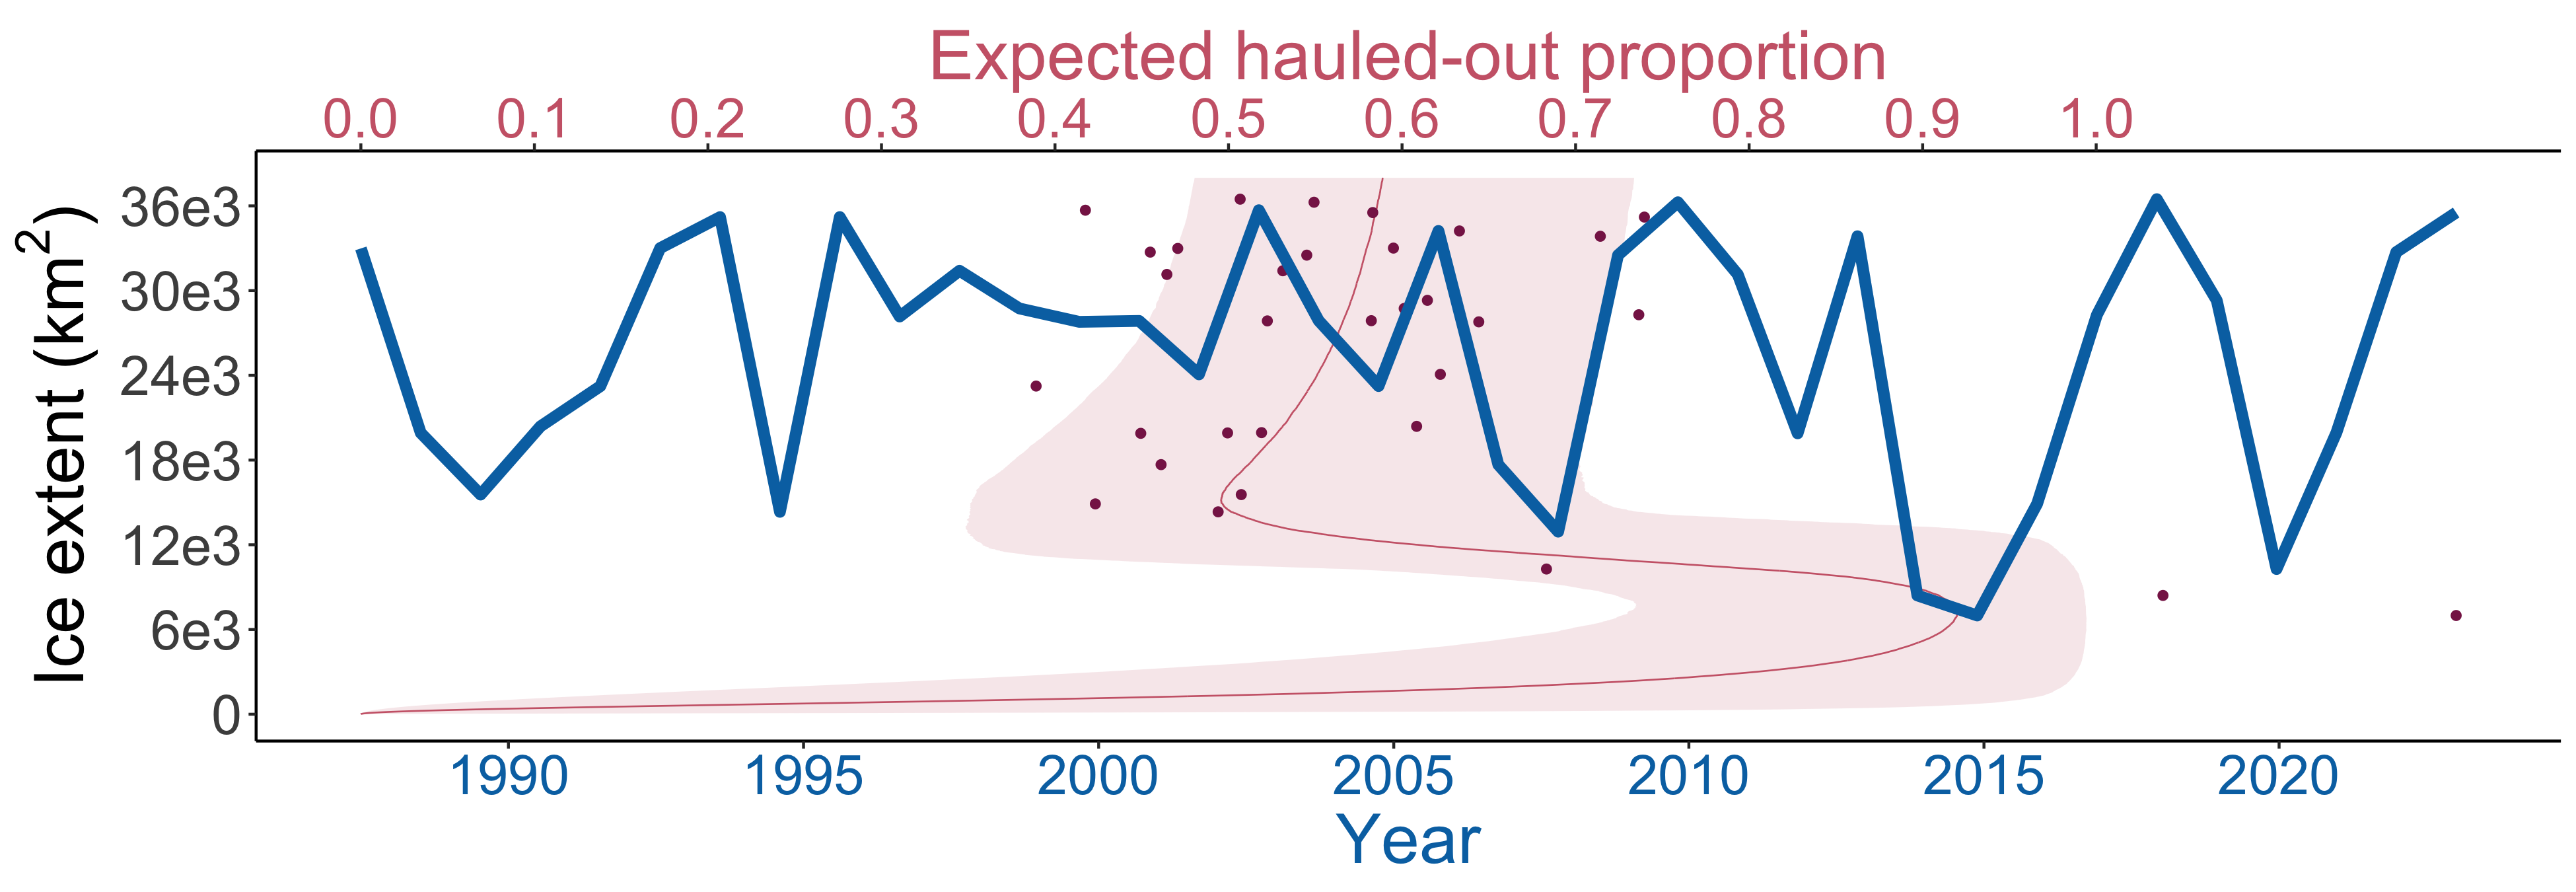 Expected hauled-out proportion
0.0 0.1 0.2 0.3 0.4 0.5 0.6 0.7 0.8 0.9 1.0
Ice extent (km²)
36e3
30e3
24e3
18e3
12e3
6e3
0
1990 1995 2000 2005 2010 2015 2020
Year